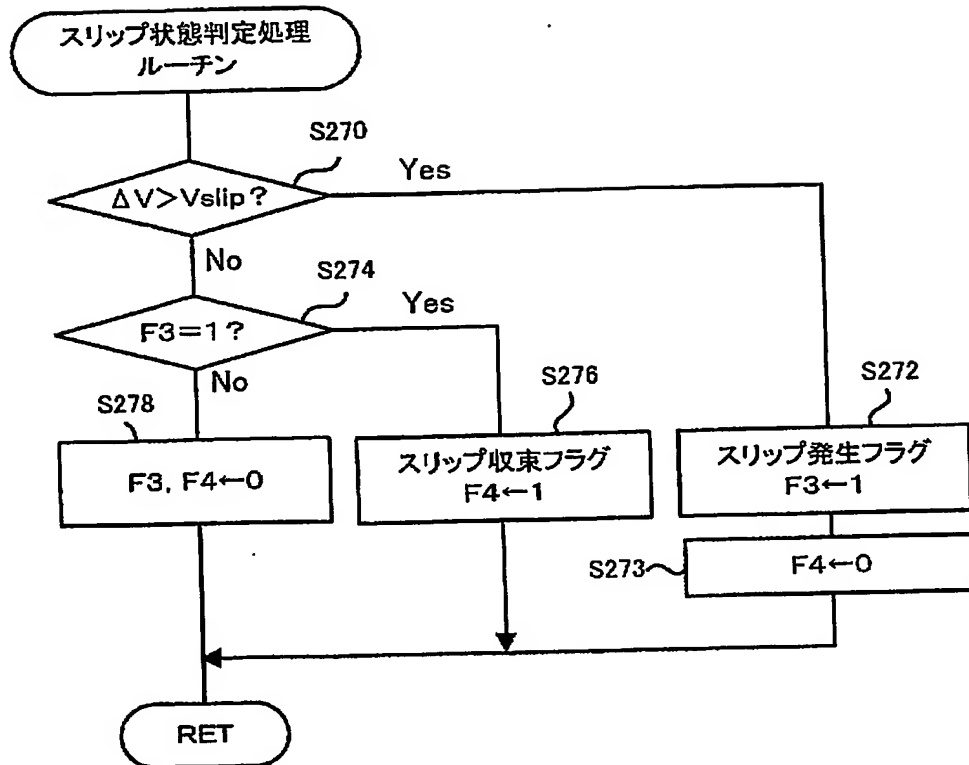 スリップ状態判定処理
ルーチン
S270
ΔV>Vslip?
Yes
No
S274
F3=1?
Yes
No
S278
F3, F4←0
S276
スリップ収束フラグ
F4←1
S272
スリップ発生フラグ
F3←1
S273
F4←0
RET